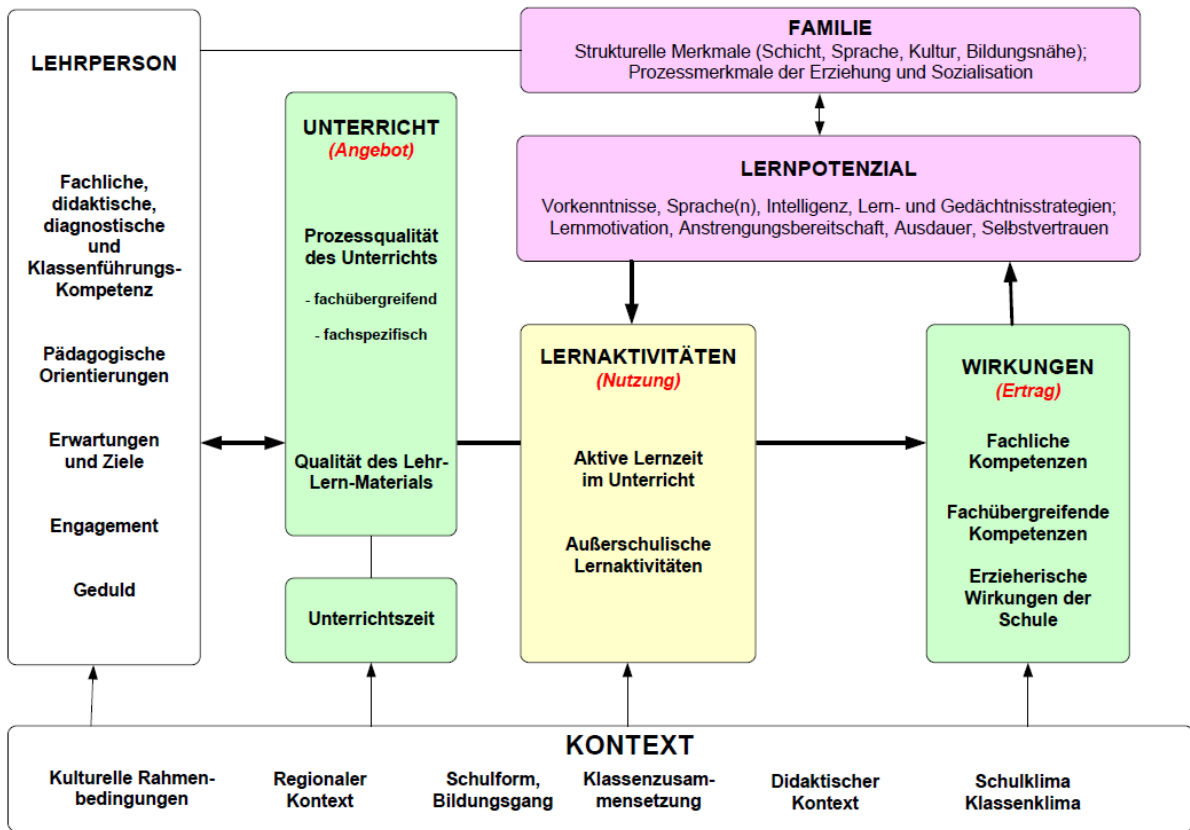 LEHRPERSON
Fachliche,
didaktische,
diagnostische
und
Klassenführungs-
Kompetenz
Pädagogische
Orientierungen
Erwartungen
und Ziele
Engagement
Geduld
UNTERRICHT
(Angebot)
Prozessqualität
des Unterrichts
- fachübergreifend
- fachspezifisch
Qualität des Lehr-
Lern-Materials
Unterrichtszeit
FAMILIE
Strukturelle Merkmale (Schicht, Sprache, Kultur, Bildungsnähe);
Prozessmerkmale der Erziehung und Sozialisation
LERNPOTENZIAL
Vorkenntnisse, Sprache(n), Intelligenz, Lern- und Gedächtnisstrategien;
Lernmotivation, Anstrengungsbereitschaft, Ausdauer, Selbstvertrauen
LERNAKTIVITÄTEN
(Nutzung)
Aktive Lernzeit
im Unterricht
Außerschulische
Lernaktivitäten
WIRKUNGEN
(Ertrag)
Fachliche
Kompetenzen
Fachübergreifende
Kompetenzen
Erzieherische
Wirkungen der
Schule
KONTEXT
Kulturelle Rahmen-
bedingungen
Regionaler
Kontext
Schulform,
Bildungsgang
Klassenzusam-
mensetzung
Didaktischer
Kontext
Schulklima
Klassenklima